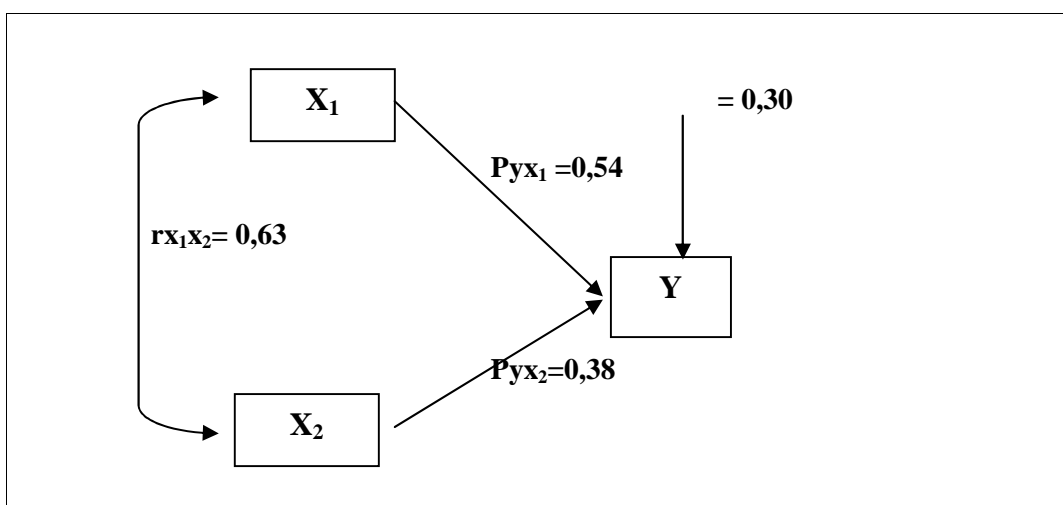 X₁
= 0,30
Pyx₁ =0,54
rx₁x₂= 0,63
Y
Pyx₂=0,38
X₂